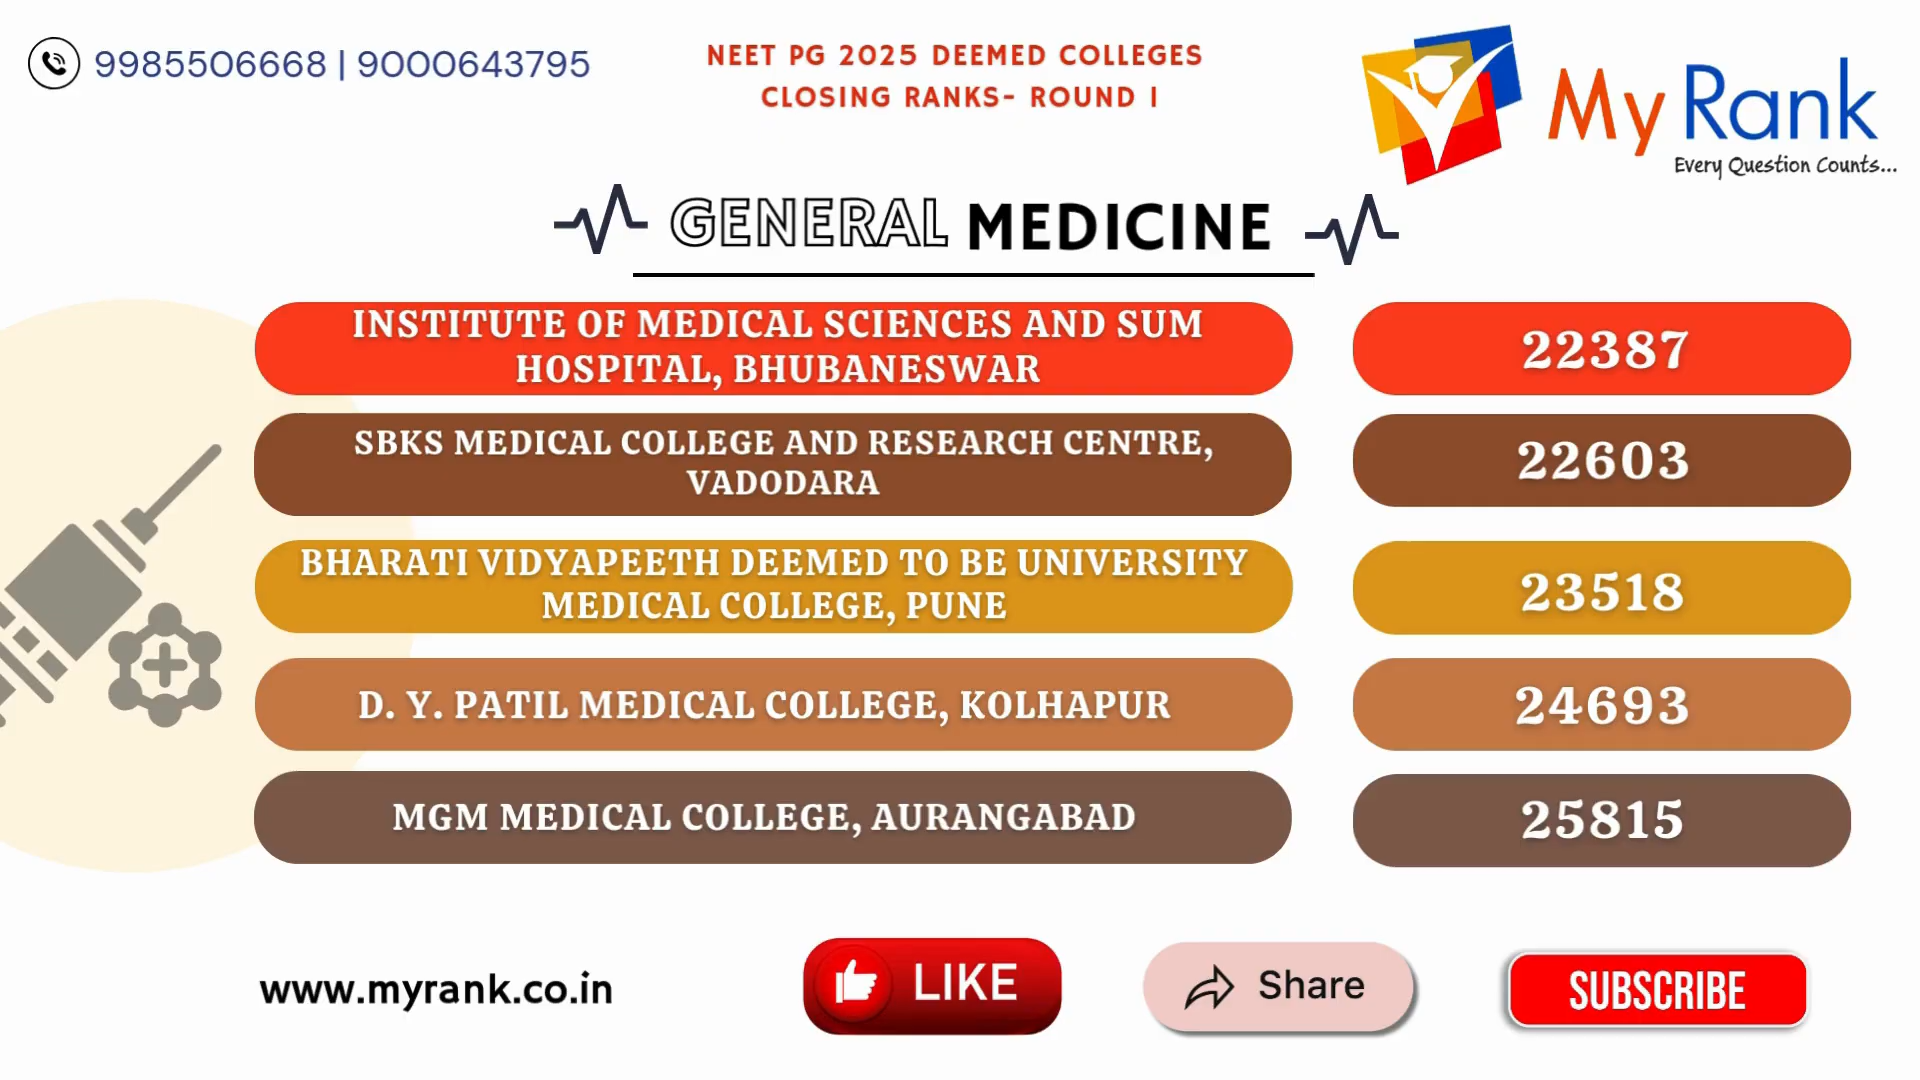 9985506668 | 9000643795
NEET PG 2025 DEEMED COLLEGES
CLOSING RANKS- ROUND 1
My Rank
Every Question Counts...
GENERAL MEDICINE
INSTITUTE OF MEDICAL SCIENCES AND SUM
HOSPITAL, BHUBANESWAR
22387
SBKS MEDICAL COLLEGE AND RESEARCH CENTRE,
VADODARA
22603
BHARATI VIDYAPEETH DEEMED TO BE UNIVERSITY
MEDICAL COLLEGE, PUNE
23518
D. Y. PATIL MEDICAL COLLEGE, KOLHAPUR
24693
MGM MEDICAL COLLEGE, AURANGABAD
25815
www.myrank.co.in
LIKE
Share
SUBSCRIBE